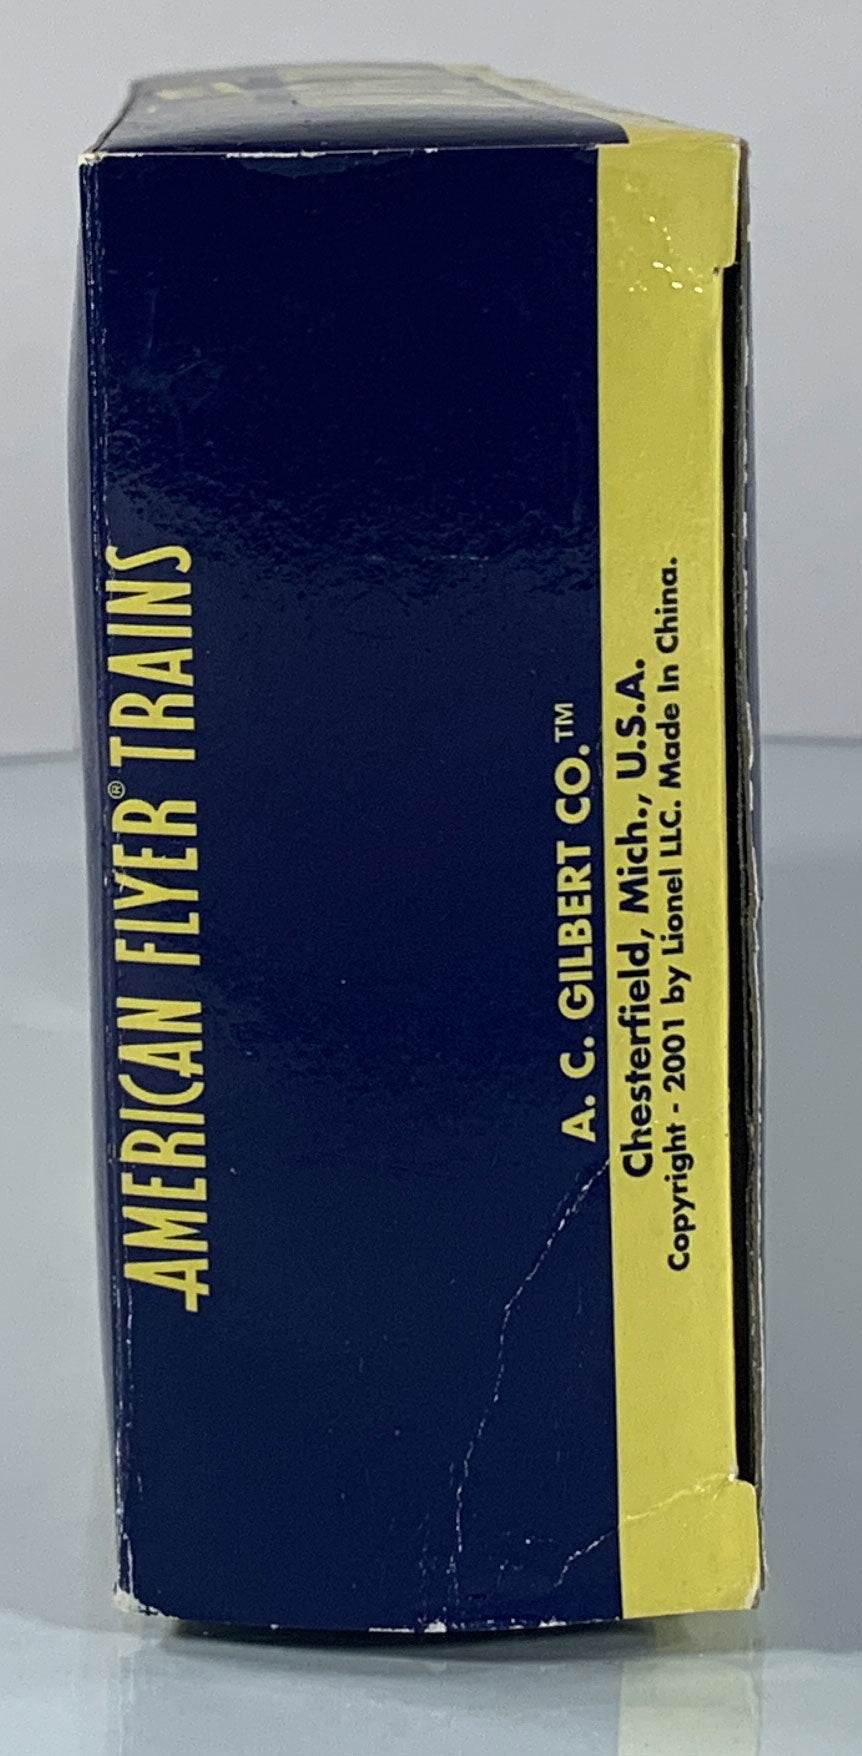 AMERICAN FLYER® TRAINS
A. C. GILBERT CO.™
Chesterfield, Mich., U.S.A.
Copyright - 2001 by Lionel LLC. Made In China.